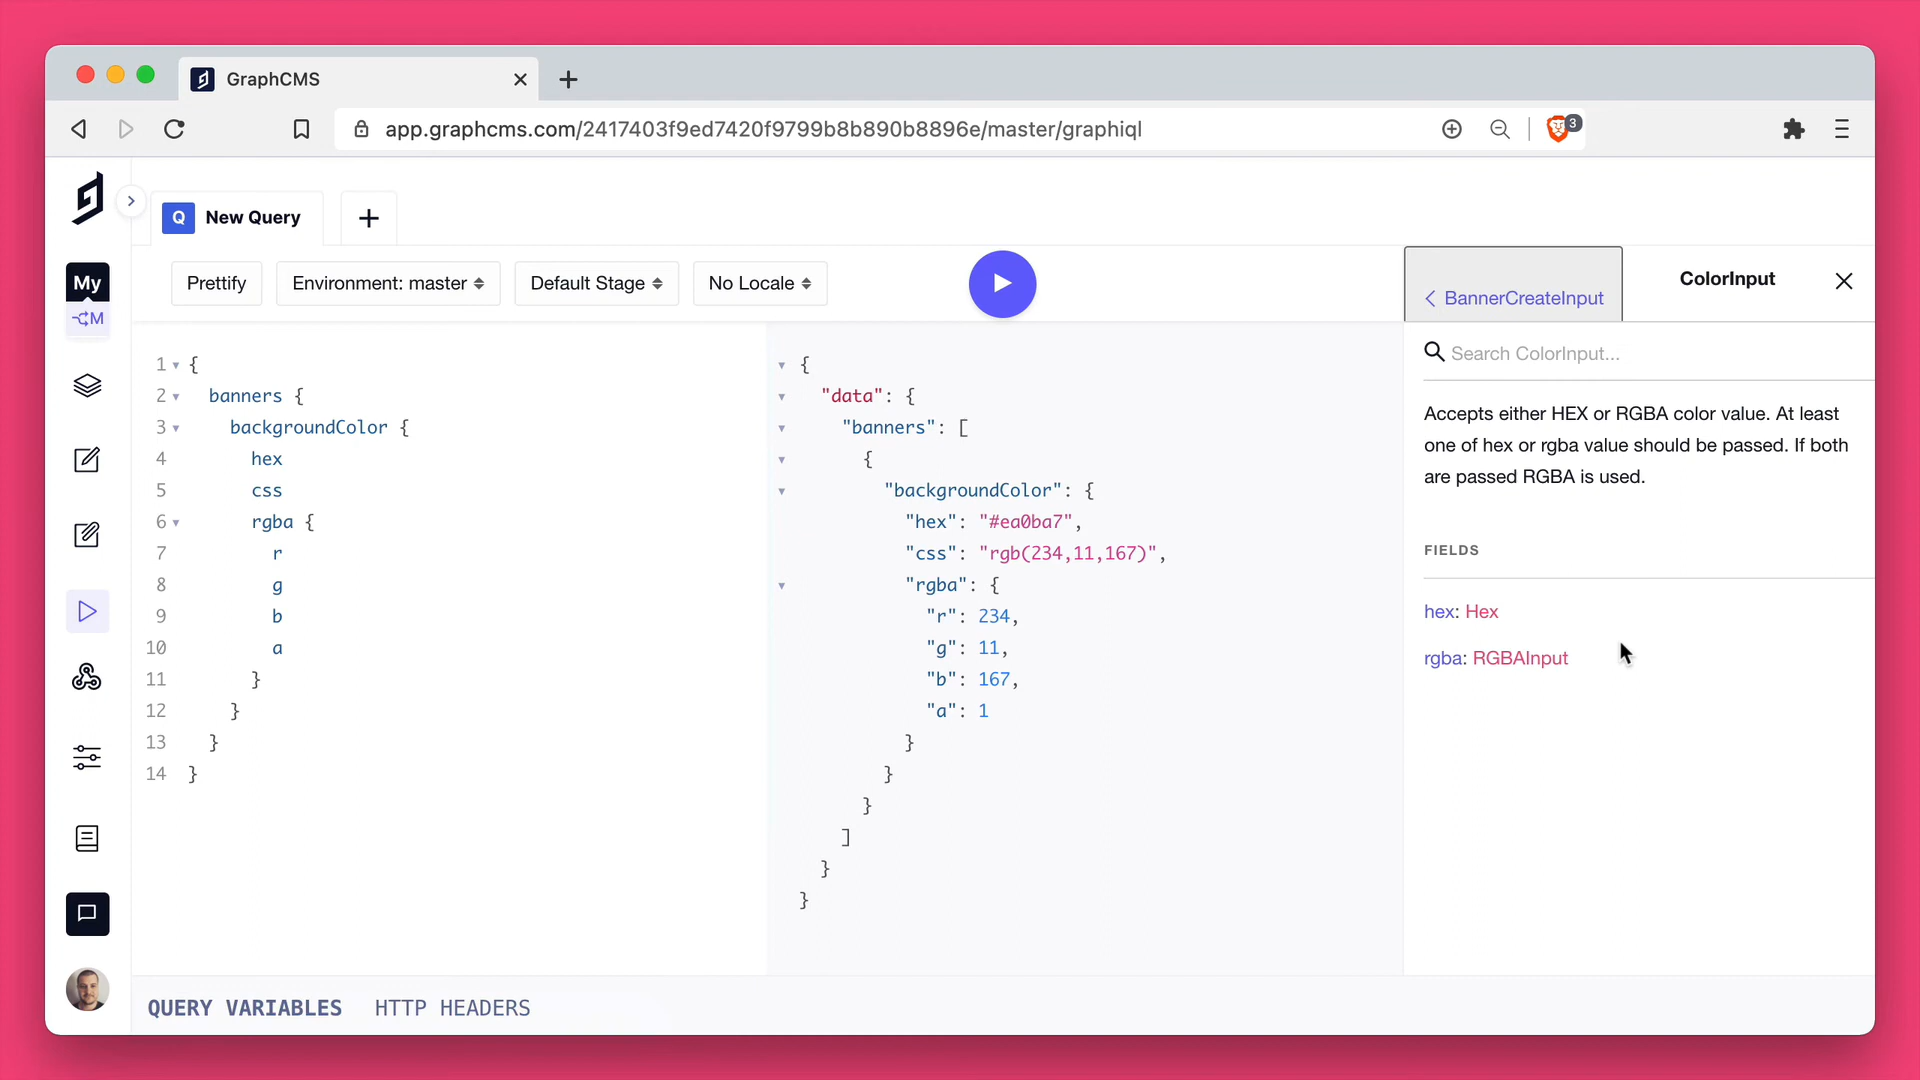 GraphCMS
app.graphcms.com/2417403f9ed7420f9799b8b890b8896e/master/graphiql
3
Q New Query
My
M
Prettify
Environment: master
Default Stage
No Locale
BannerCreateInput
ColorInput
1 {
2 banners {
3 backgroundColor {
4 hex
5 css
6 rgba {
7 r
8 g
9 b
10 a
11 }
12 }
13 }
14 }
{
"data": {
"banners": [
{
"backgroundColor": {
"hex": "#ea0ba7",
"css": "rgb(234,11,167)",
"rgba": {
"r": 234,
"g": 11,
"b": 167,
"a": 1
}
}
}
]
}
}
Search ColorInput...
Accepts either HEX or RGBA color value. At least
one of hex or rgba value should be passed. If both
are passed RGBA is used.
FIELDS
hex: Hex
rgba: RGBAInput
QUERY VARIABLES
HTTP HEADERS